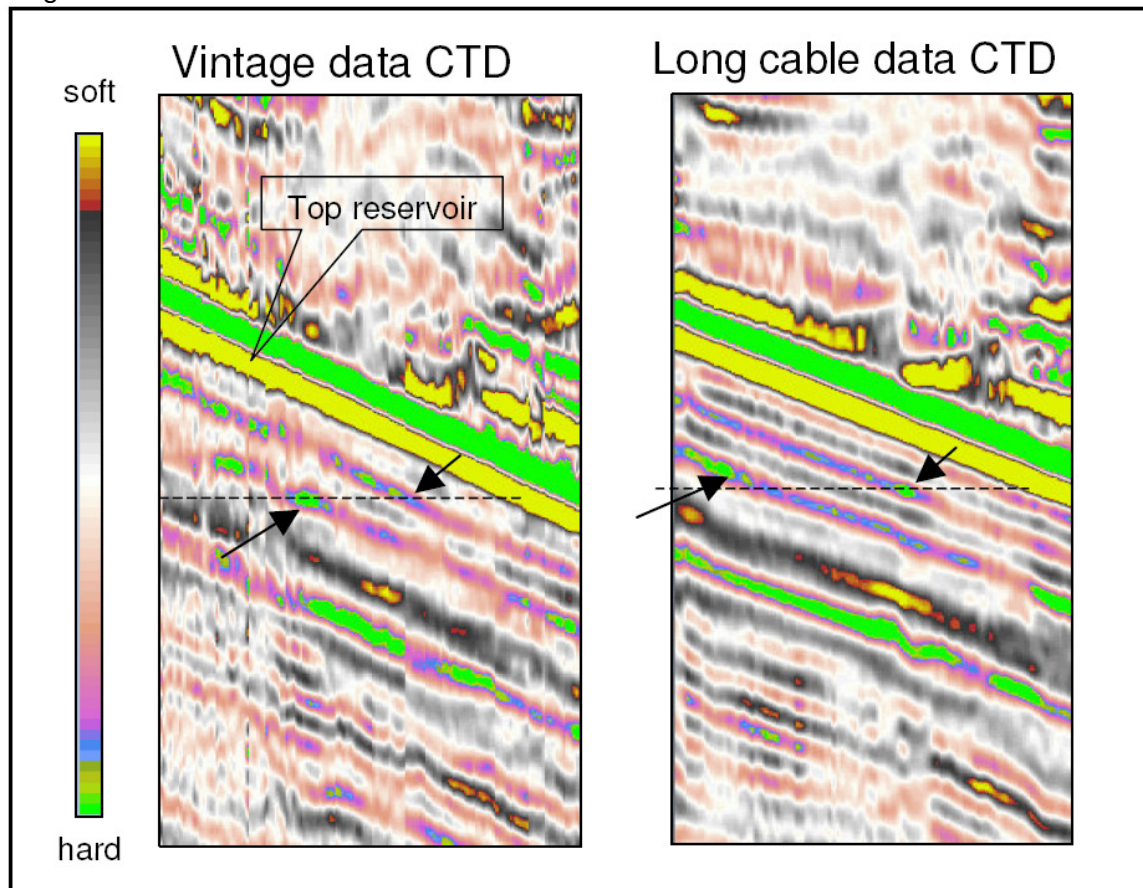 Vintage data CTD
Long cable data CTD
soft
Top reservoir
hard